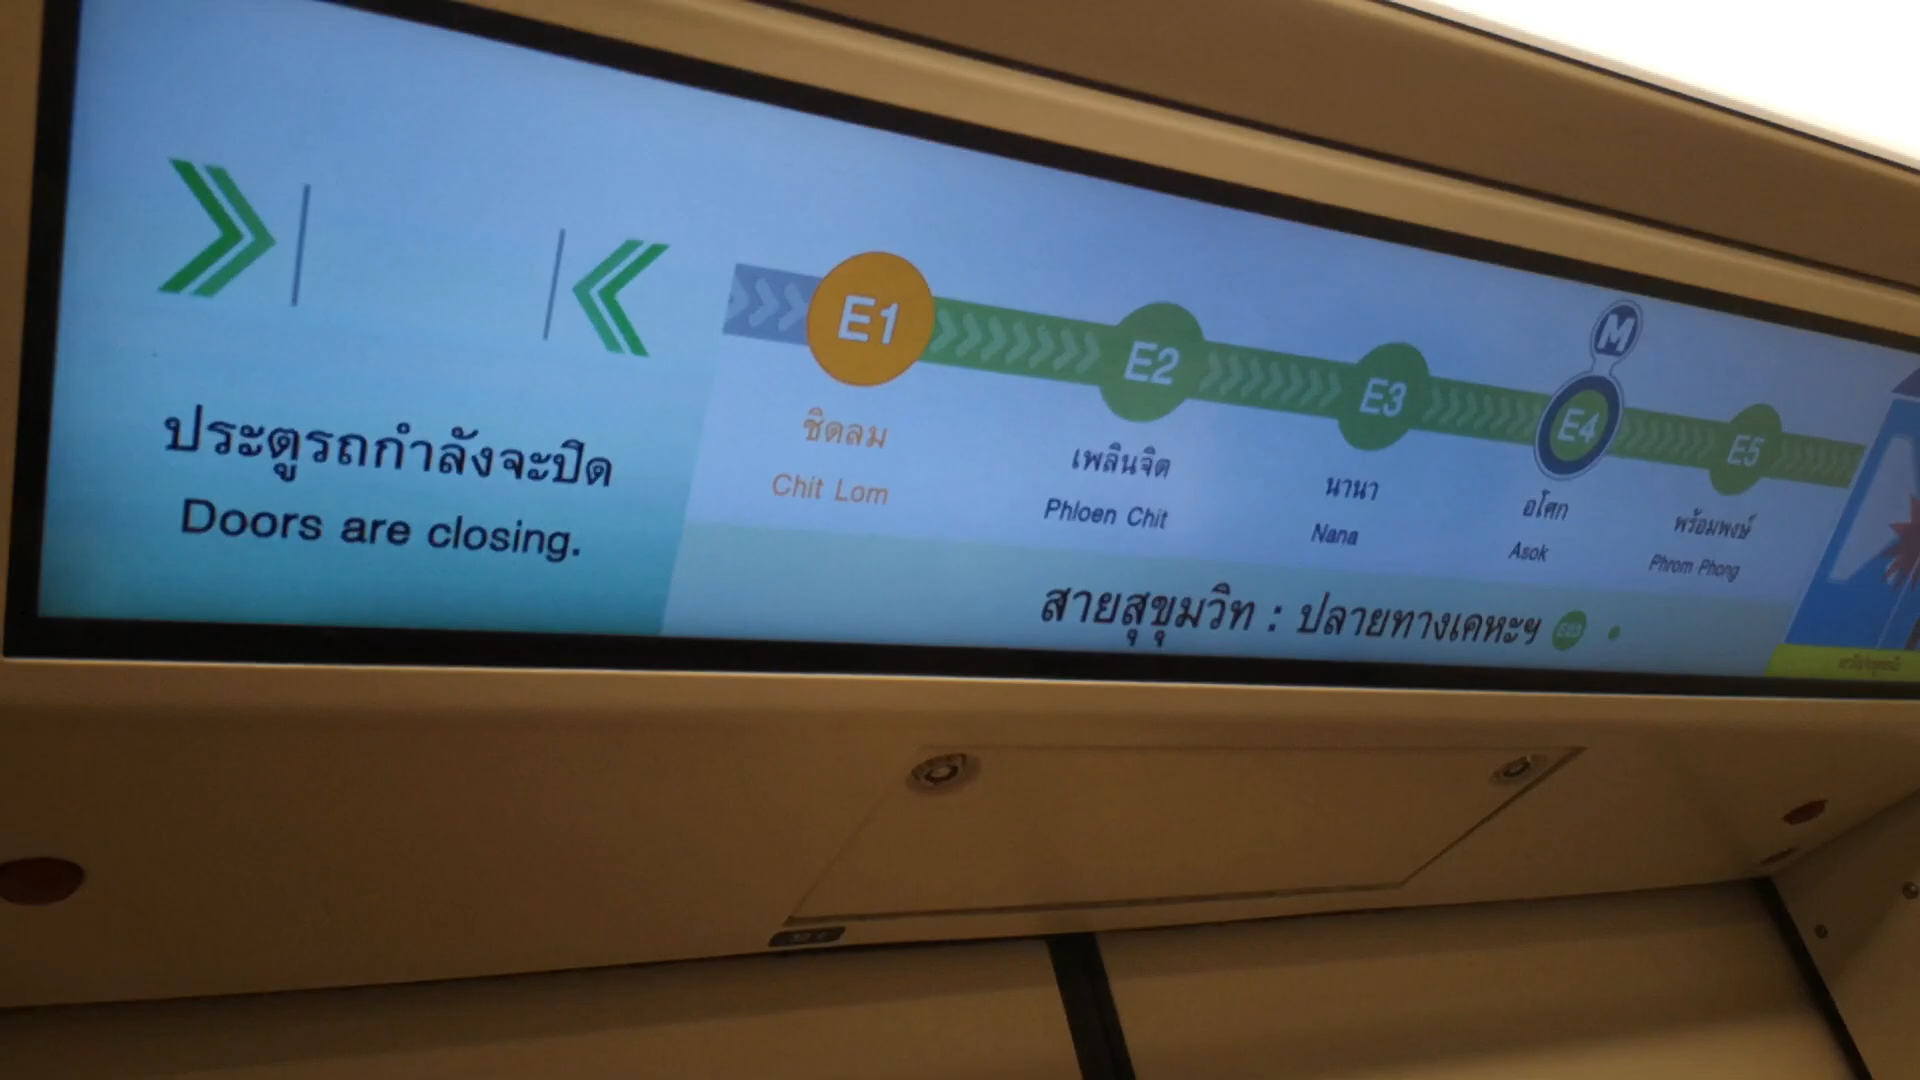 ประตูรถกำลังจะปิด
Doors are closing.
E1
ชิดลม
Chit Lom
E2
เพลินจิต
Phloen Chit
E3
นานา
Nana
M
E4
อโศก
Asok
E5
พร้อมพงษ์
Phrom Phong
สายสุขุมวิท : ปลายทางเคหะฯ